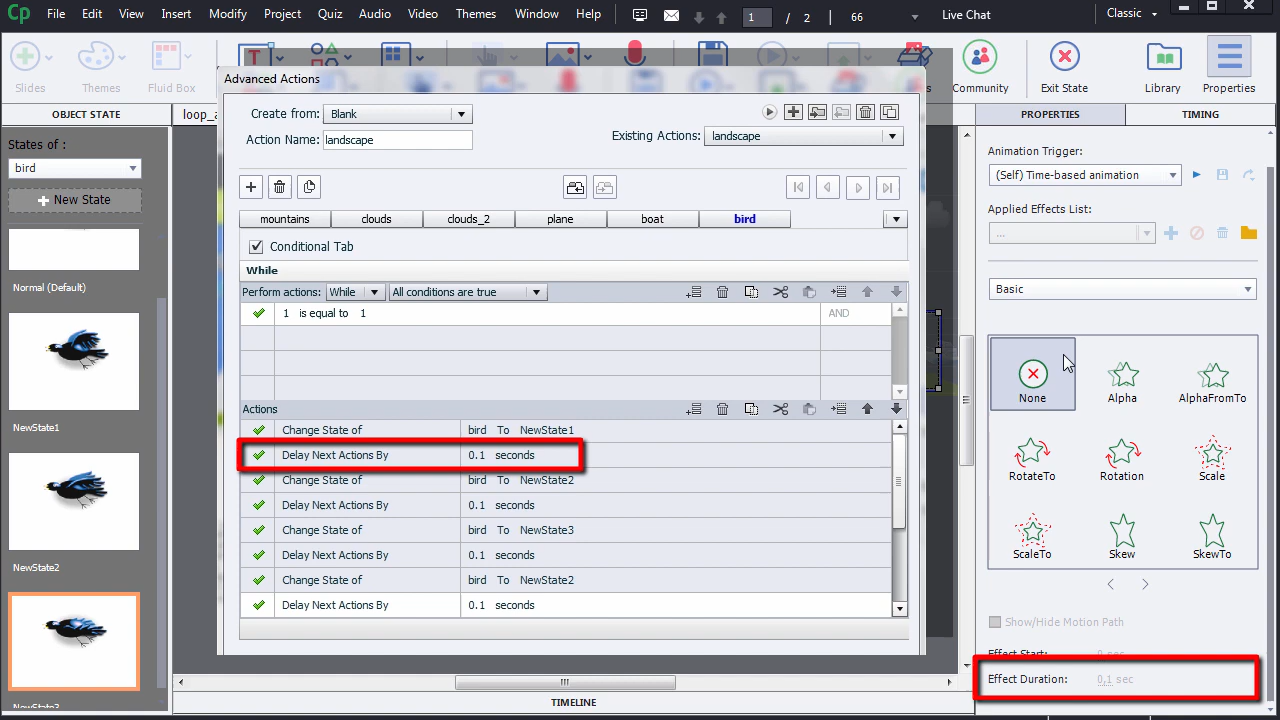 Cp File Edit View Insert Modify Project Quiz Audio Video Themes Window Help 1 / 2 66 Live Chat Classic
Slides Themes Fluid Box Community Exit State Library Properties
OBJECT STATE
States of :
bird
New State
Normal (Default)
NewState1
NewState2
NewState3
loop_a
Advanced Actions
Create from: Blank
Action Name: landscape
Existing Actions: landscape
mountains clouds clouds_2 plane boat bird
Conditional Tab
While
Perform actions: While All conditions are true
1 is equal to 1 AND
Actions
Change State of bird To NewState1
Delay Next Actions By 0.1 seconds
Change State of bird To NewState2
Delay Next Actions By 0.1 seconds
Change State of bird To NewState3
Delay Next Actions By 0.1 seconds
Change State of bird To NewState2
Delay Next Actions By 0.1 seconds
TIMELINE
PROPERTIES TIMING
Animation Trigger:
(Self) Time-based animation
Applied Effects List:
...
Basic
None Alpha AlphaFromTo
RotateTo Rotation Scale
ScaleTo Skew SkewTo
Show/Hide Motion Path
Effect Start: 0 sec
Effect Duration: 0.1 sec